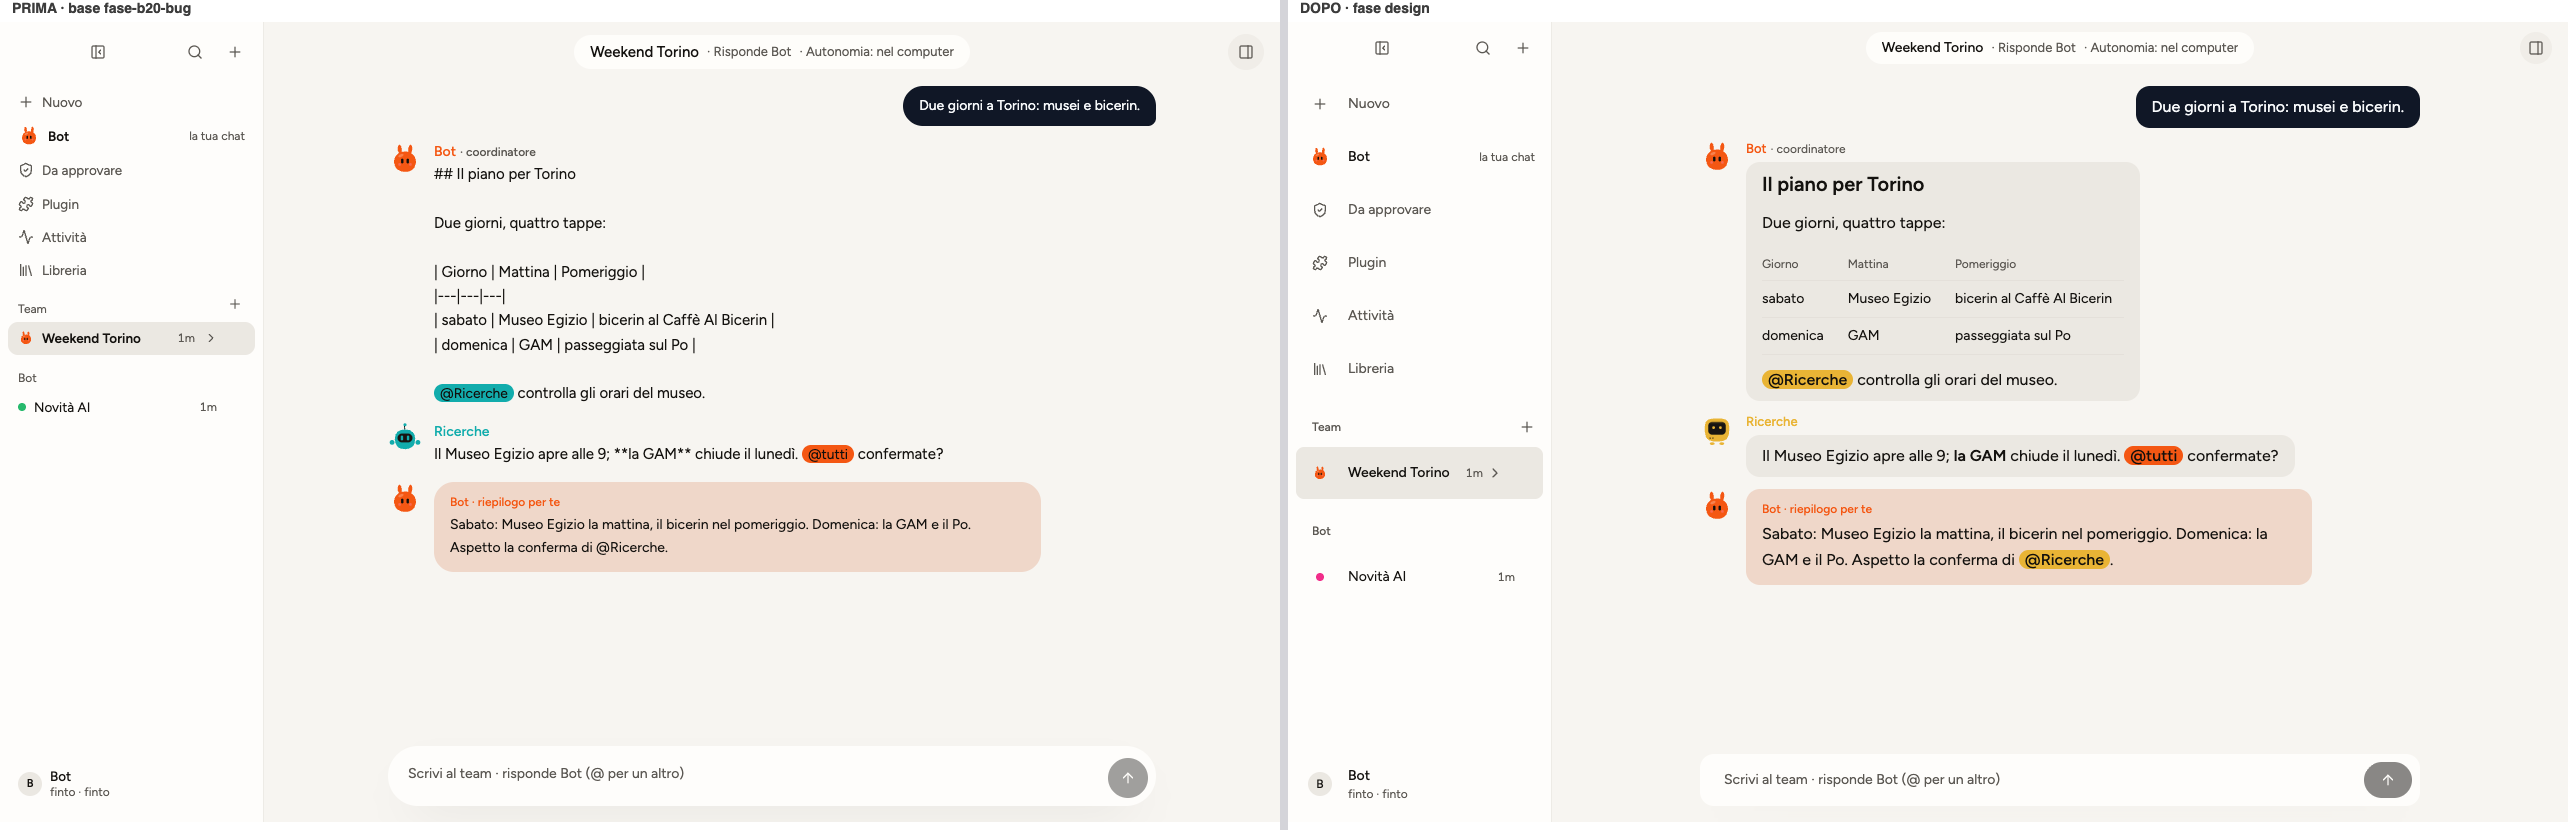 PRIMA · base fase-b20-bug
Nuovo
Bot la tua chat
Da approvare
Plugin
Attività
Libreria
Team
Weekend Torino 1m
Bot
Novità AI 1m
B
Bot
finto · finto
Weekend Torino · Risponde Bot · Autonomia: nel computer
Due giorni a Torino: musei e bicerin.
Bot · coordinatore
## Il piano per Torino
Due giorni, quattro tappe:
| Giorno | Mattina | Pomeriggio |
|---|---|---|
| sabato | Museo Egizio | bicerin al Caffè Al Bicerin |
| domenica | GAM | passeggiata sul Po |
@Ricerche controlla gli orari del museo.
Ricerche
Il Museo Egizio apre alle 9; **la GAM** chiude il lunedì. @tutti confermate?
Bot · riepilogo per te
Sabato: Museo Egizio la mattina, il bicerin nel pomeriggio. Domenica: la GAM e il Po.
Aspetto la conferma di @Ricerche.
Scrivi al team · risponde Bot (@ per un altro)
DOPO · fase design
Nuovo
Bot la tua chat
Da approvare
Plugin
Attività
Libreria
Team
Weekend Torino 1m
Bot
Novità AI 1m
B
Bot
finto · finto
Weekend Torino · Risponde Bot · Autonomia: nel computer
Due giorni a Torino: musei e bicerin.
Bot · coordinatore
Il piano per Torino
Due giorni, quattro tappe:
Giorno Mattina Pomeriggio
sabato Museo Egizio bicerin al Caffè Al Bicerin
domenica GAM passeggiata sul Po
@Ricerche controlla gli orari del museo.
Ricerche
Il Museo Egizio apre alle 9; la GAM chiude il lunedì. @tutti confermate?
Bot · riepilogo per te
Sabato: Museo Egizio la mattina, il bicerin nel pomeriggio. Domenica: la
GAM e il Po. Aspetto la conferma di @Ricerche.
Scrivi al team · risponde Bot (@ per un altro)